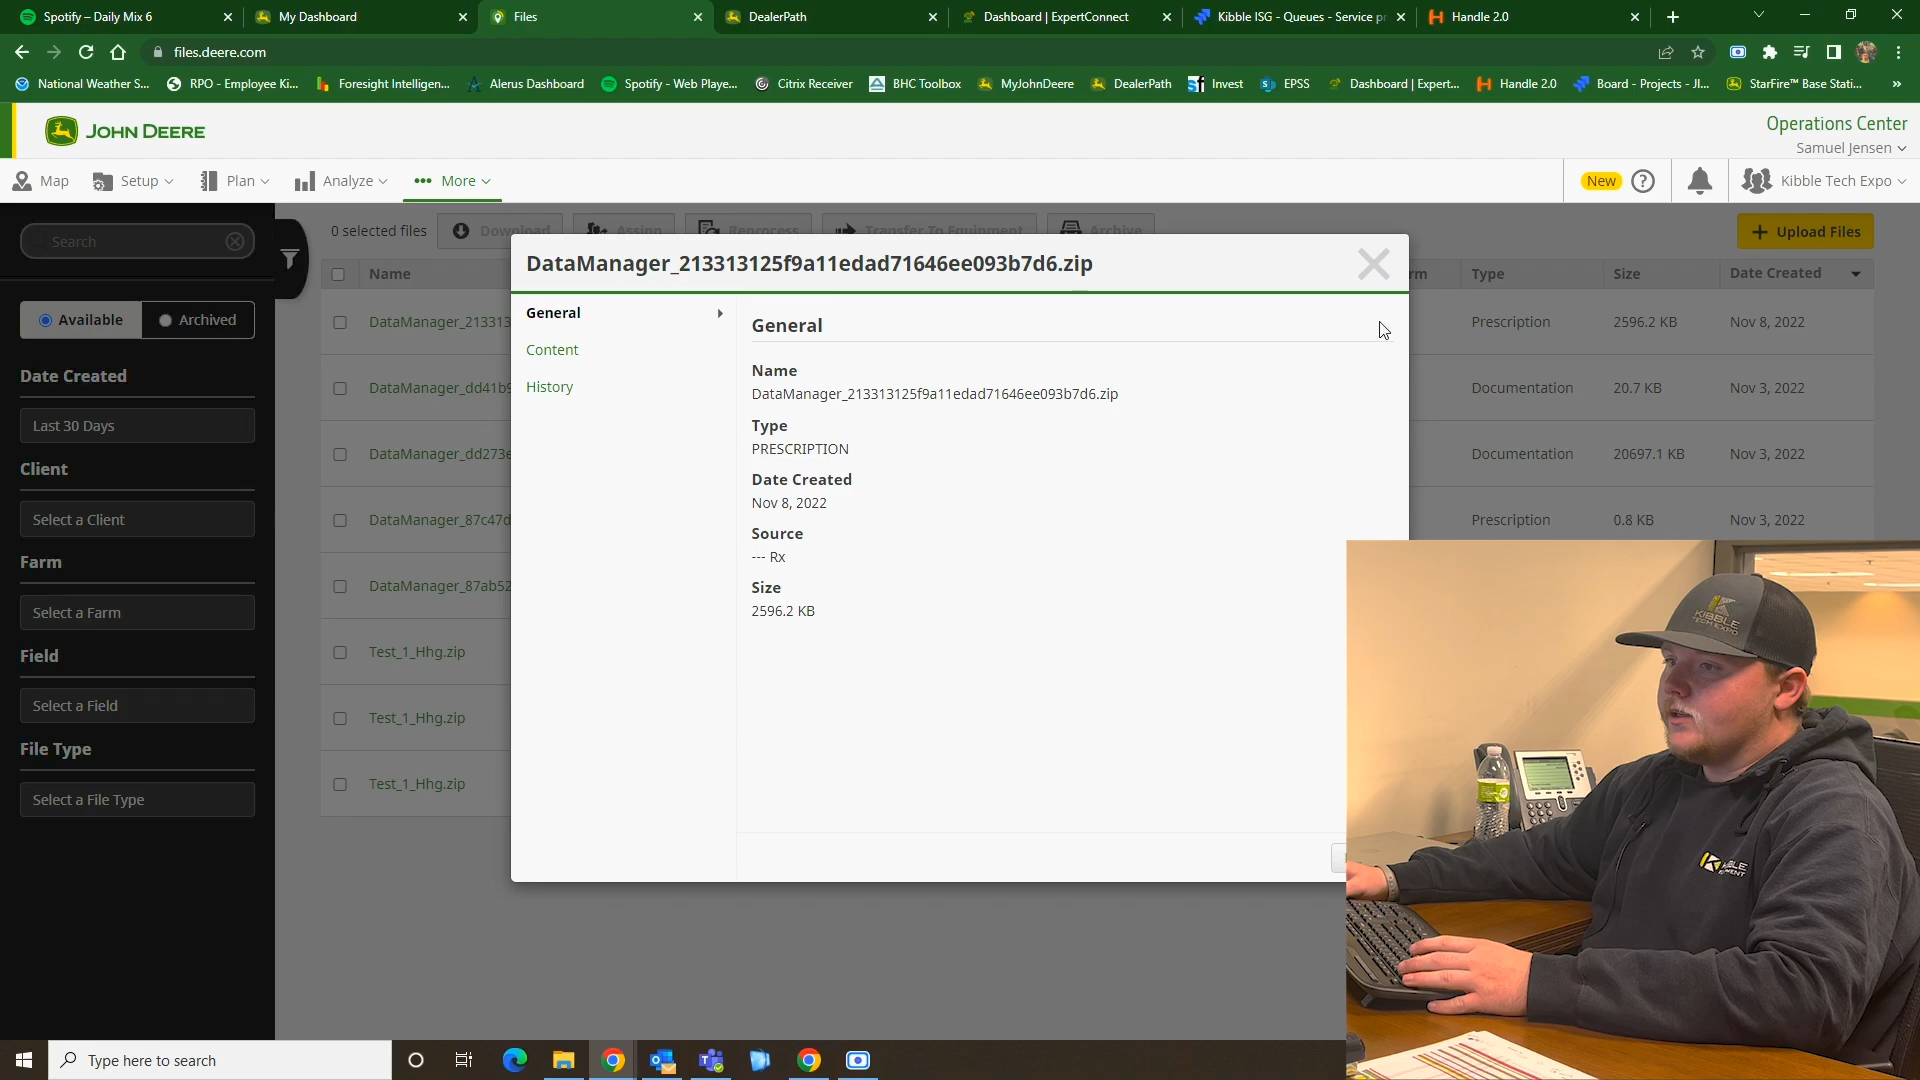 Spotify – Daily Mix 6
My Dashboard
Files
DealerPath
Dashboard | ExpertConnect
Kibble ISG - Queues - Service pr
Handle 2.0
files.deere.com
National Weather S...
RPO - Employee Ki...
Foresight Intelligen...
Alerus Dashboard
Spotify - Web Playe...
Citrix Receiver
BHC Toolbox
MyJohnDeere
DealerPath
Invest
EPSS
Dashboard | Expert...
Handle 2.0
Board - Projects - JI...
StarFire™ Base Stati...
»
JOHN DEERE
Operations Center
Samuel Jensen
Map
Setup
Plan
Analyze
More
New
Kibble Tech Expo
Search
0 selected files
Download
Assign
Reprocess
Transfer To Equipment
Archive
Upload Files
Name
rm
Type
Size
Date Created
Available
Archived
Date Created
Last 30 Days
Client
Select a Client
Farm
Select a Farm
Field
Select a Field
File Type
Select a File Type
DataManager_213313
Prescription
2596.2 KB
Nov 8, 2022
DataManager_dd41b9
Documentation
20.7 KB
Nov 3, 2022
DataManager_dd273e
Documentation
20697.1 KB
Nov 3, 2022
DataManager_87c47d
Prescription
0.8 KB
Nov 3, 2022
DataManager_87ab52
Test_1_Hhg.zip
Test_1_Hhg.zip
Test_1_Hhg.zip
DataManager_213313125f9a11edad71646ee093b7d6.zip
General
Content
History
General
Name
DataManager_213313125f9a11edad71646ee093b7d6.zip
Type
PRESCRIPTION
Date Created
Nov 8, 2022
Source
--- Rx
Size
2596.2 KB
KIBBLE
TECH EXPO
Type here to search